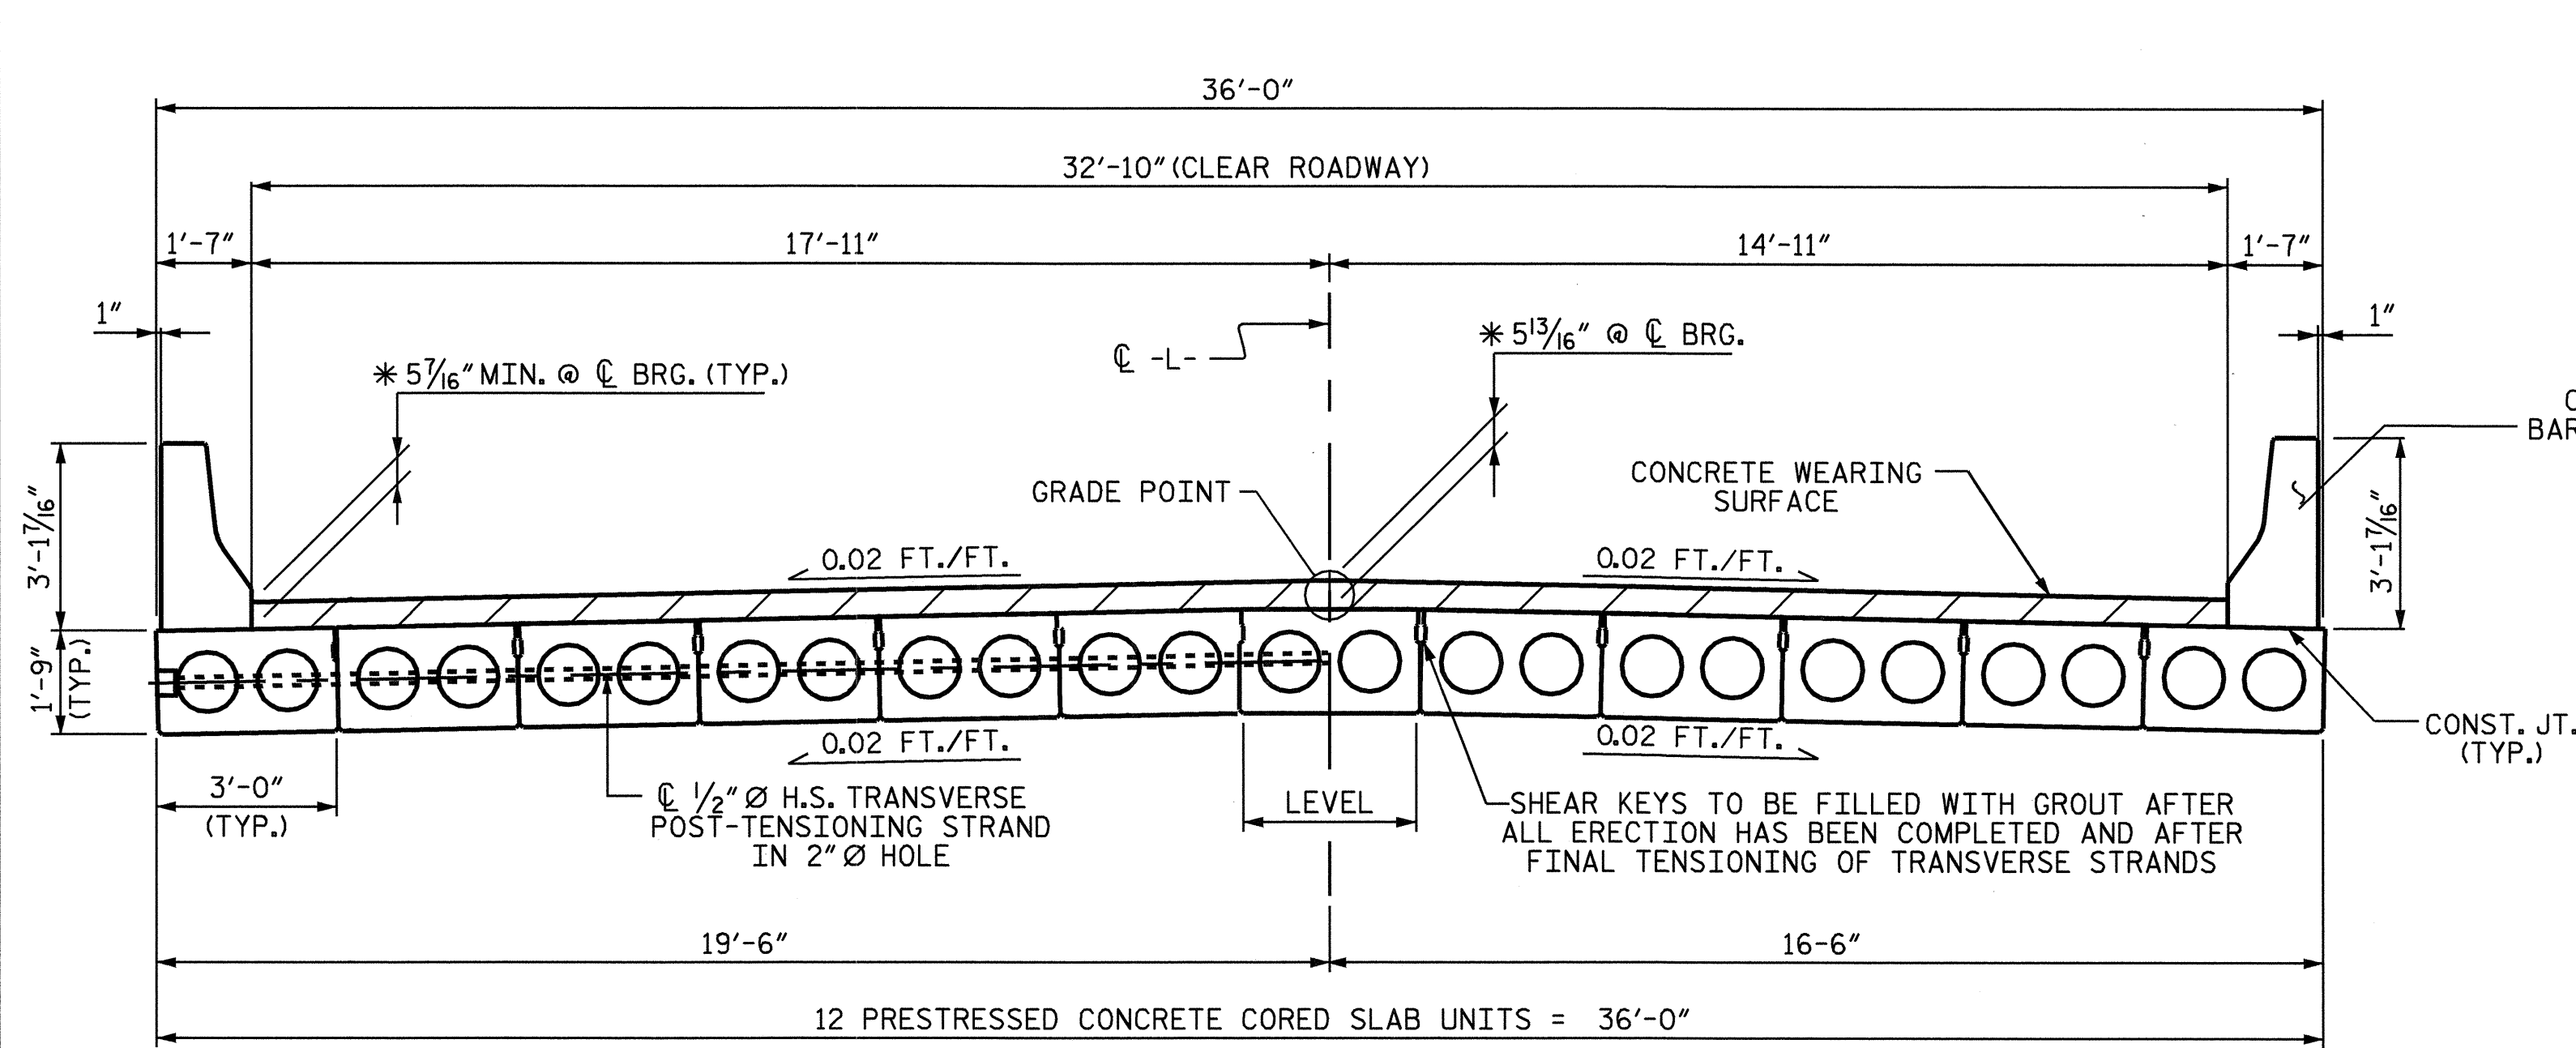 36′-0″
32′-10″(CLEAR ROADWAY)
1′-7″
17′-11″
14′-11″
1′-7″
1″
1″
℄ -L-
✳ 5 13/16″ @ ℄ BRG.
✳ 5 7/16″ MIN. @ ℄ BRG. (TYP.)
GRADE POINT
CONCRETE WEARING
SURFACE
3′-1 7/16″
3′-1 7/16″
0.02 FT./FT.
0.02 FT./FT.
1′-9″
(TYP.)
0.02 FT./FT.
0.02 FT./FT.
CONST. JT.
(TYP.)
3′-0″
(TYP.)
℄ 1/2″ Ø H.S. TRANSVERSE
POST-TENSIONING STRAND
IN 2″ Ø HOLE
LEVEL
SHEAR KEYS TO BE FILLED WITH GROUT AFTER
ALL ERECTION HAS BEEN COMPLETED AND AFTER
FINAL TENSIONING OF TRANSVERSE STRANDS
19′-6″
16-6″
12 PRESTRESSED CONCRETE CORED SLAB UNITS = 36′-0″